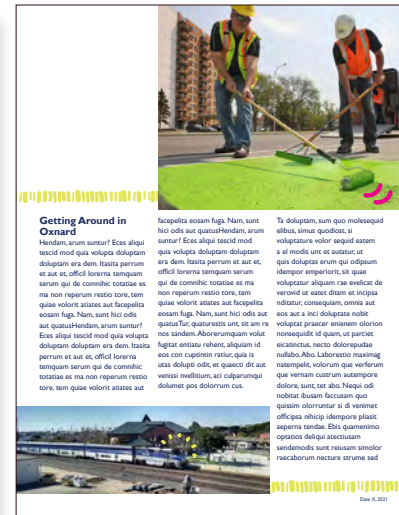 Getting Around in
Oxnard
Hendam, arum suntur? Eces aliqui
tescid mod quia volupta doluptam
doluptam era dem. Itasita perrum
et aut et, officil lorerna temquam
serum qui de comnihic totatiae es
ma non reperum restio tore, tem
quiae volorit atiates aut facepelita
eosam fuga. Nam, sunt hici odis
aut quatusHendam, arum suntur?
Eces aliqui tescid mod quia volupta
doluptam doluptam era dem. Itasita
perrum et aut et, officil lorerna
temquam serum qui de comnihic
totatiae es ma non reperum restio
tore, tem quiae volorit atiates aut
facepelita eosam fuga. Nam, sunt
hici odis aut quatusHendam, arum
suntur? Eces aliqui tescid mod
quia volupta doluptam doluptam
era dem. Itasita perrum et aut et,
officil lorerna temquam serum
qui de comnihic totatiae es ma
non reperum restio tore, tem
quiae volorit atiates aut facepelita
eosam fuga. Nam, sunt hici odis aut
quatusTur, quaturestis unt, sit am re
nos sandem. Aborerumquam volut
fugitat entiatu rehent, aliquiam id
eos con cuptintin ratiur, quia is
utas dolupti odit, et quaecti dit aut
venissi nvellitium, aci culparumqui
dolumet pos dolorrum cus.
Ta doluptam, sum quo molesequid
elibus, simus quodiost, si
voluptature volor sequid eatem
a el modis unt et autatur, ut
quis doluptas erum qui odipsum
idempor emperiorit, sit quae
voluptatur aliquam rae evelicat de
verovid ut eatet ditam et incipsa
nditatur, consequiam, omnia aut
eos aut a inci doluptate nobit
voluptat praecer enienem olorion
nonsequidit id quam, ut parciet
eicatinctus, necto dolorepudae
nullabo. Abo. Laborestio maximag
natempelit, volorum que verferum
que vernam custrum autempore
dolore, sunt, tet abo. Nequi odi
nobitat ibusam faccusam quo
quissim olorruntur si di venimet
officipsa nihicip idempore pliasit
aeperna tendae. Ebis quamenimo
optatios deliqui atectiusam
sendemodis sunt reiusam simolor
raecaborum necture strume sed
Date X, 2021